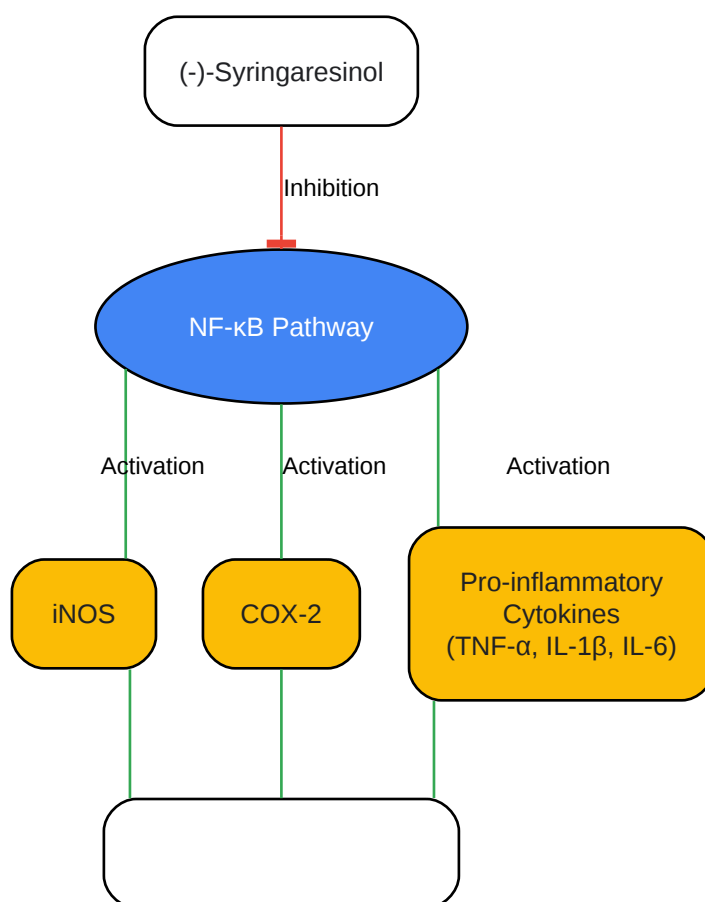 (-)-Syringaresinol
Inhibition
NF-κB Pathway
Activation
Activation
Activation
iNOS
COX-2
Pro-inflammatory
Cytokines
(TNF-α, IL-1β, IL-6)